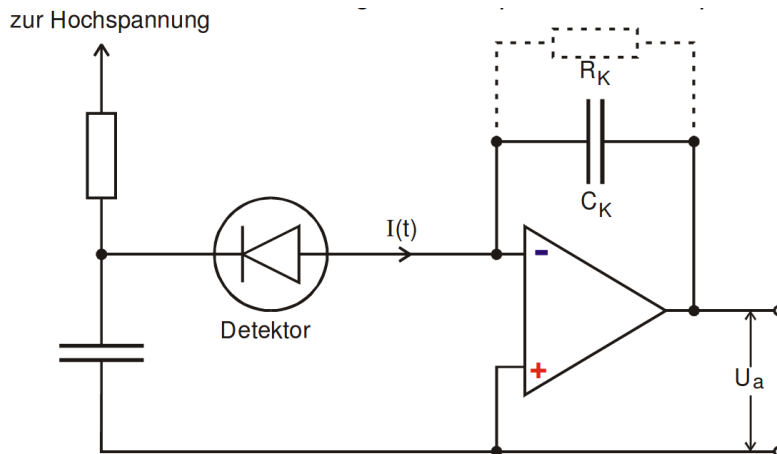 zur Hochspannung
R_K
C_K
I(t)
-
+
Detektor
U_a